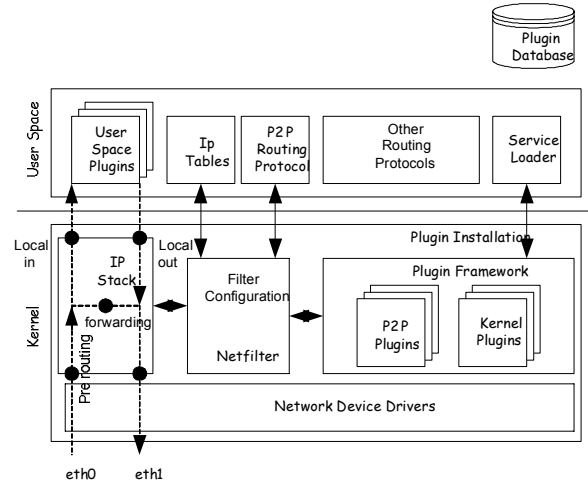 Plugin
Database
User Space
User
Space
Plugins
Ip
Tables
P2P
Routing
Protocol
Other
Routing
Protocols
Service
Loader
Local
in
Local
out
Plugin Installation
IP
Stack
Filter
Configuration
Plugin Framework
Kernel
forwarding
Netfilter
P2P
Plugins
Kernel
Plugins
Pre routing
Network Device Drivers
eth0
eth1